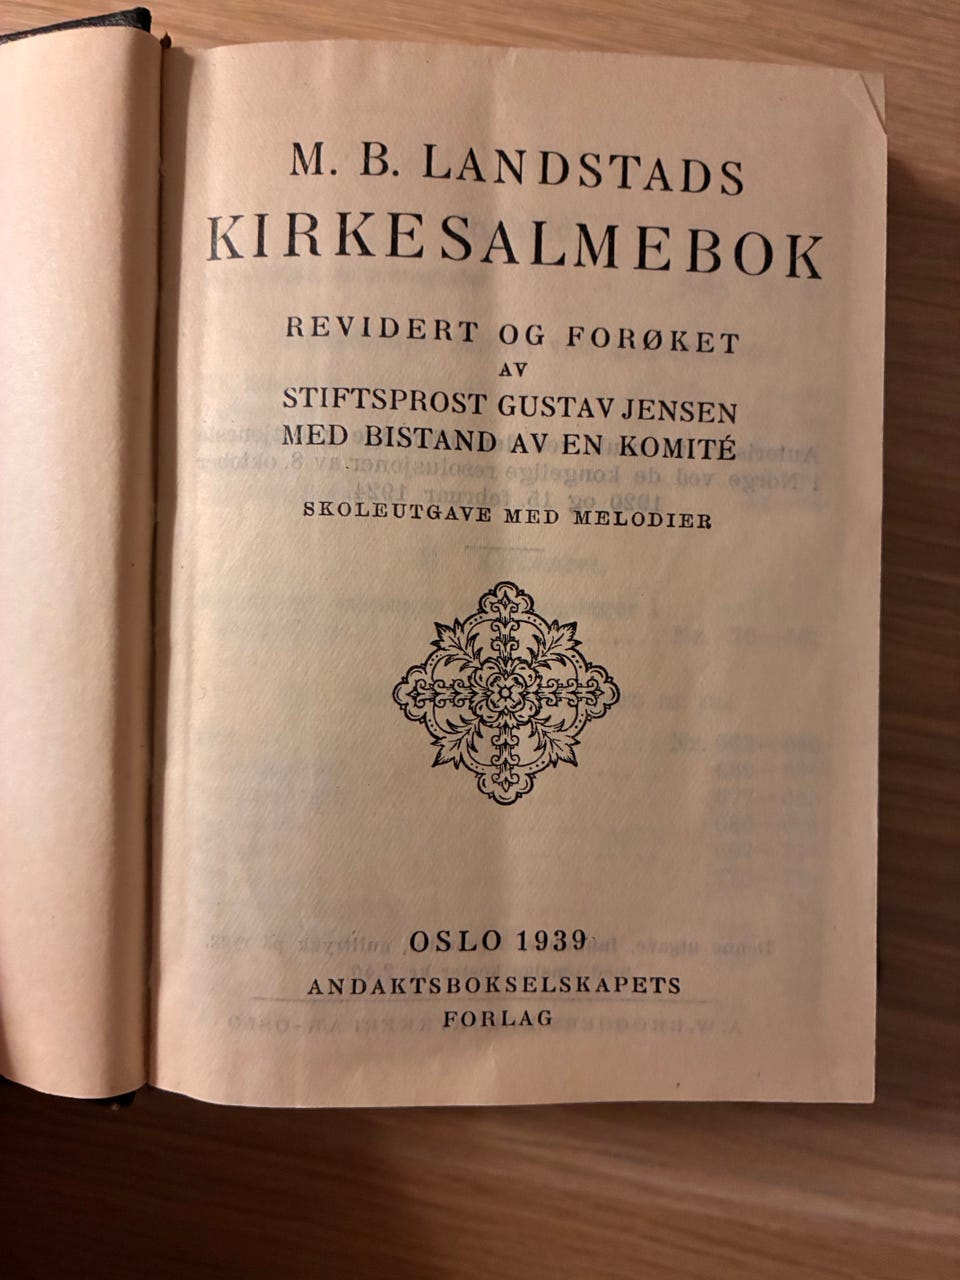 M. B. LANDSTADS
KIRKESALMEBOK
REVIDERT OG FORØKET
AV
STIFTSPROST GUSTAV JENSEN
MED BISTAND AV EN KOMITÉ
SKOLEUTGAVE MED MELODIER
OSLO 1939
ANDAKTSBOKSELSKAPETS
FORLAG